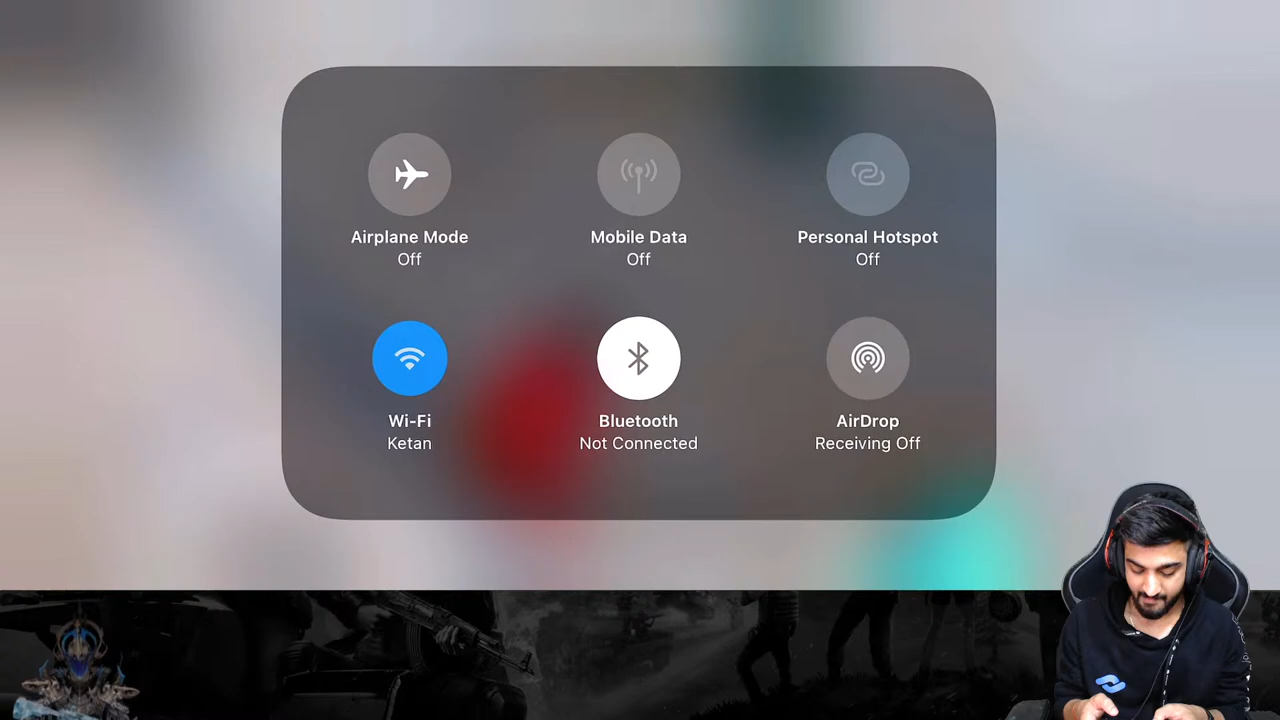 Airplane Mode
Off
Mobile Data
Off
Personal Hotspot
Off
Wi-Fi
Ketan
Bluetooth
Not Connected
AirDrop
Receiving Off